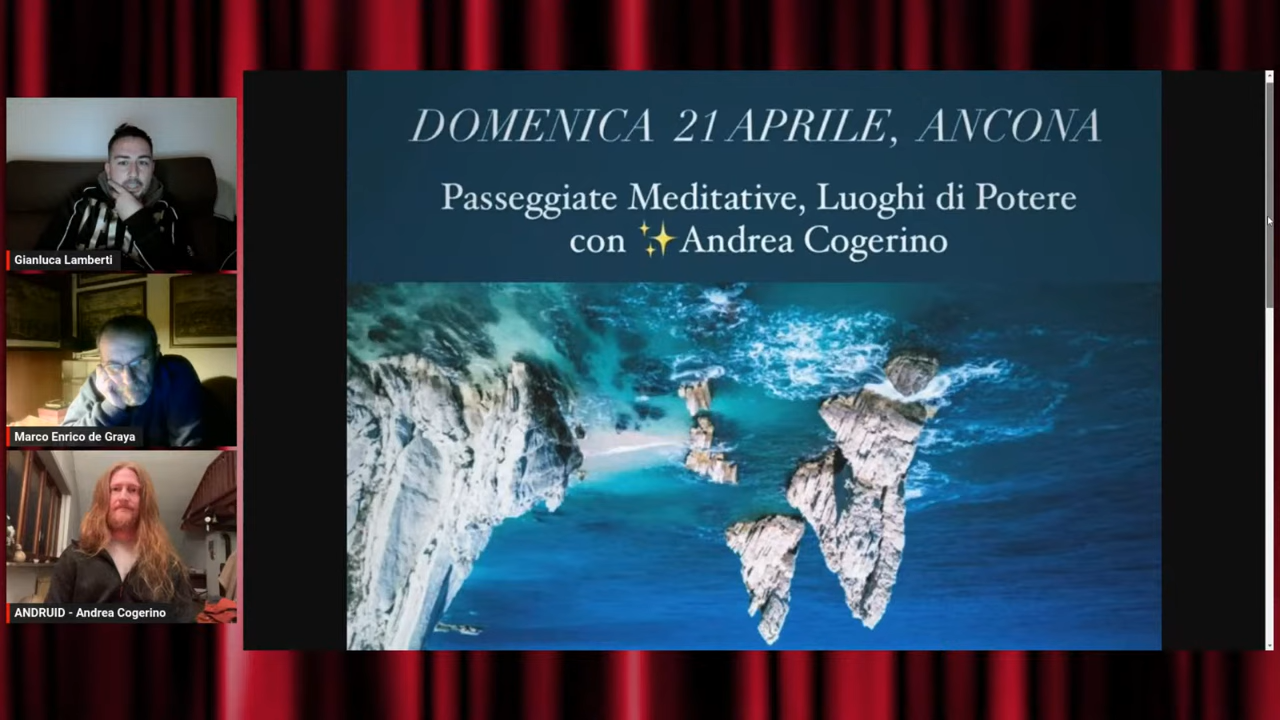 DOMENICA 21 APRILE, ANCONA
Passeggiate Meditative, Luoghi di Potere
con ✨Andrea Cogerino
Gianluca Lamberti
Marco Enrico de Graya
ANDRUID - Andrea Cogerino